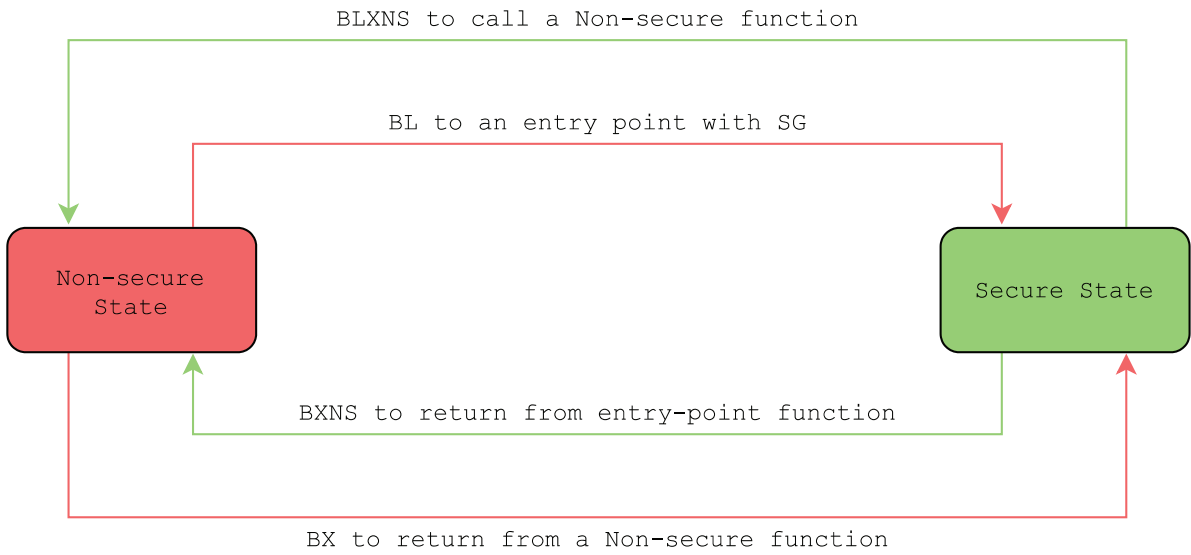 BLXNS to call a Non-secure function
BL to an entry point with SG
Non-secure
State
Secure State
BXNS to return from entry-point function
BX to return from a Non-secure function